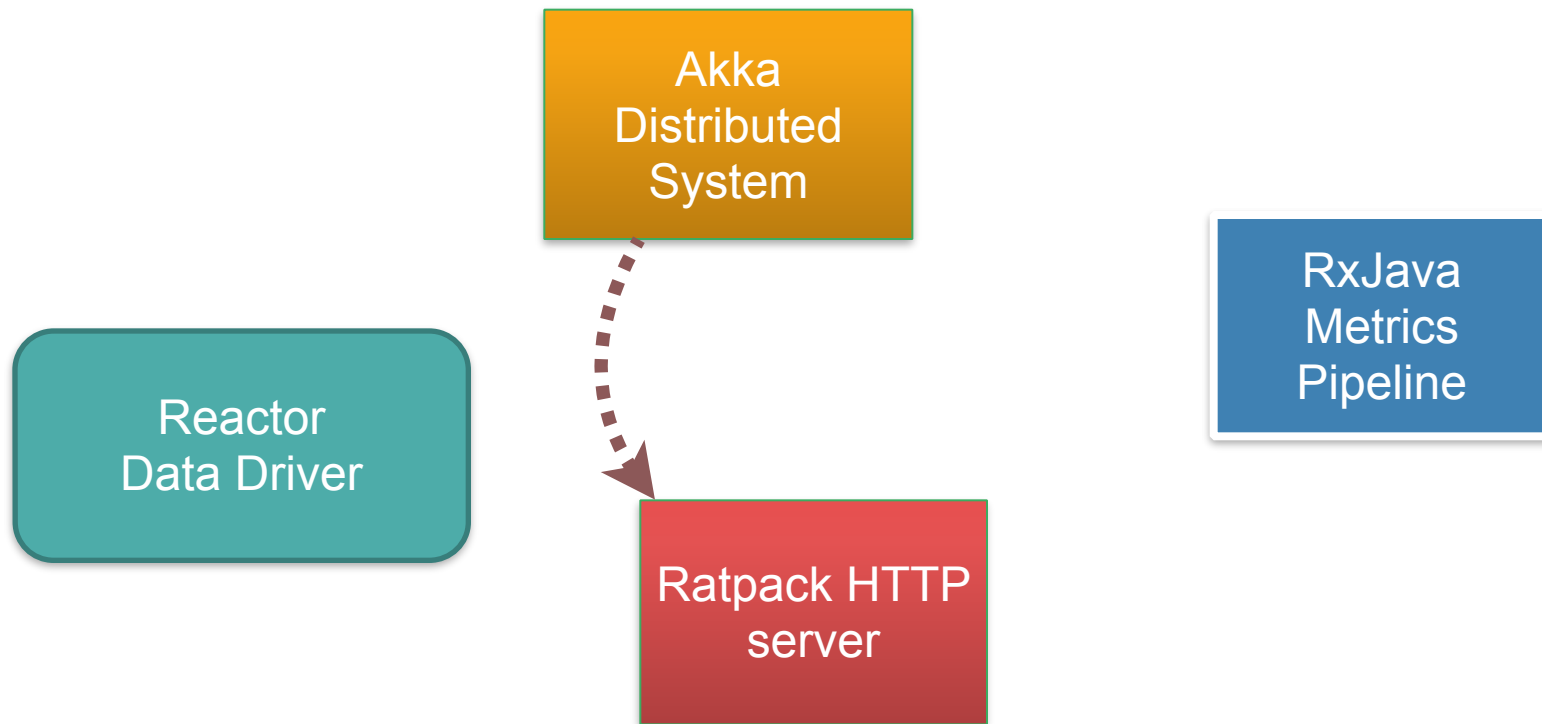 Akka
Distributed
System
RxJava
Metrics
Pipeline
Reactor
Data Driver
Ratpack HTTP
server